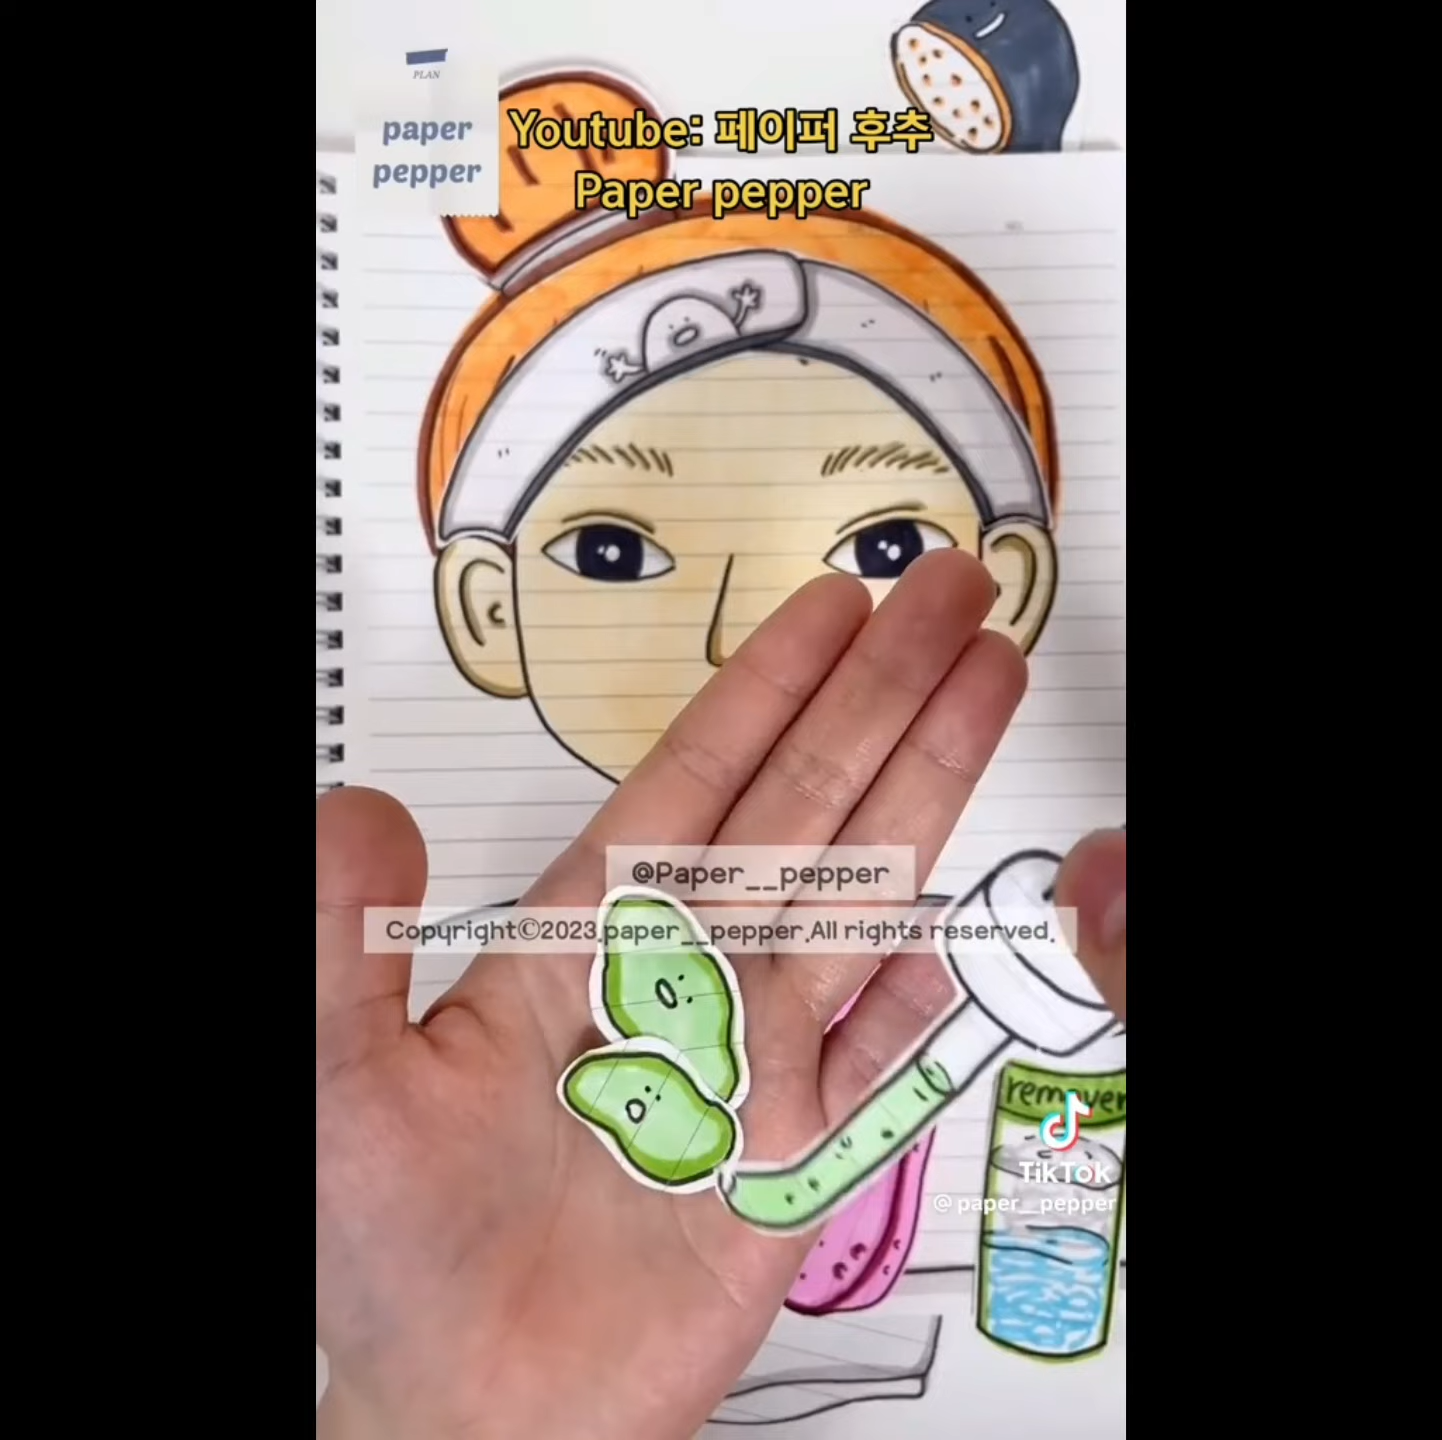 PLAN
paper
pepper
Youtube: 페이퍼 후추
Paper pepper
@Paper__pepper
Copyright©2023.paper__pepper.All rights reserved.
remover
TikTok
@paper__pepper